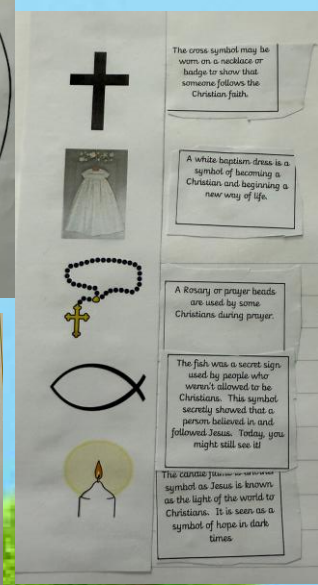 The cross symbol may be
worn on a necklace or
badge to show that
someone follows the
Christian faith.
A white baptism dress is a
symbol of becoming a
Christian and beginning a
new way of life.
A Rosary or prayer beads
are used by some
Christians during prayer.
The fish was a secret sign
used by people who
weren't allowed to be
Christians. This symbol
secretly showed that a
person believed in and
followed Jesus. Today, you
might still see it!
The candle
symbol as Jesus is known
as the light of the world to
Christians. It is seen as a
symbol of hope in dark
times